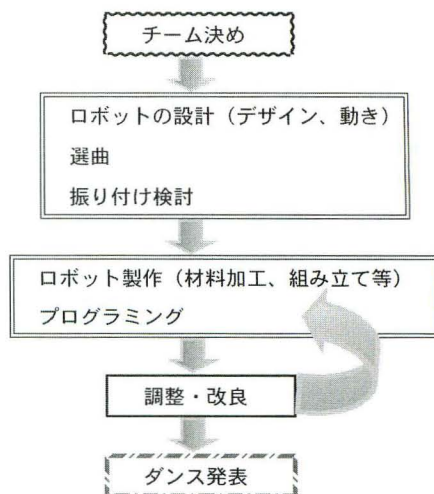 チーム決め
ロボットの設計（デザイン、動き）
選曲
振り付け検討
ロボット製作（材料加工、組み立て等）
プログラミング
調整・改良
ダンス発表